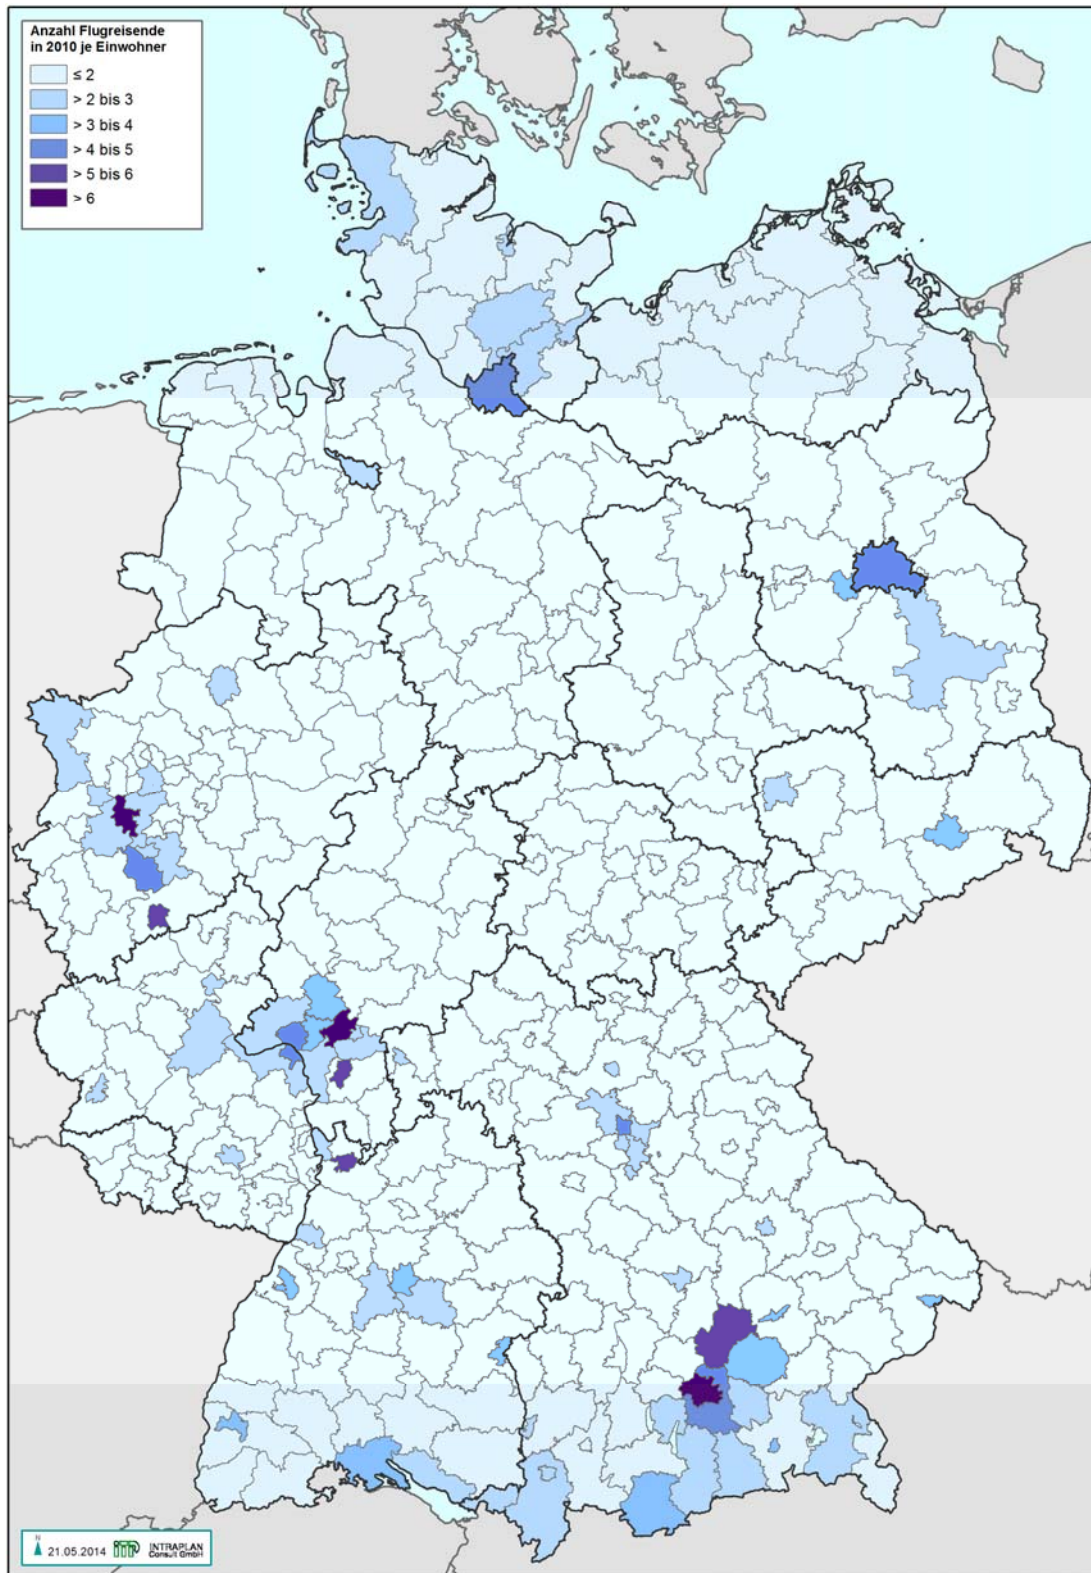 Anzahl Flugreisende
in 2010 je Einwohner
≤ 2
> 2 bis 3
> 3 bis 4
> 4 bis 5
> 5 bis 6
> 6
N
21.05.2014 itp INTRAPLAN
Consult GmbH